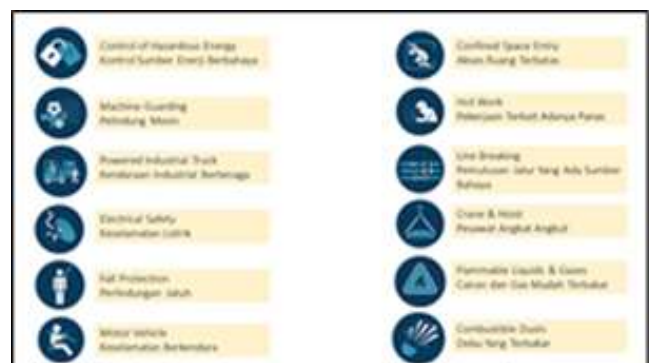 Control of Hazardous Energy
Kontrol Sumber Energi Berbahaya
Machine Guarding
Pelindung Mesin
Powered Industrial Truck
Kendaraan Industrial Bertenaga
Electrical Safety
Keselamatan Listrik
Fall Protection
Perlindungan Jatuh
Motor Vehicle
Keselamatan Berkendara
Confined Space Entry
Akses Ruang Terbatas
Hot Work
Pekerjaan Terkait Adanya Panas
Line Breaking
Pemutusan Jalur Yang Ada Sumber
Bahaya
Crane & Hoist
Pesawat Angkat Angkut
Flammable Liquids & Gases
Cairan dan Gas Mudah Terbakar
Combustible Dusts
Debu Yang Terbakar